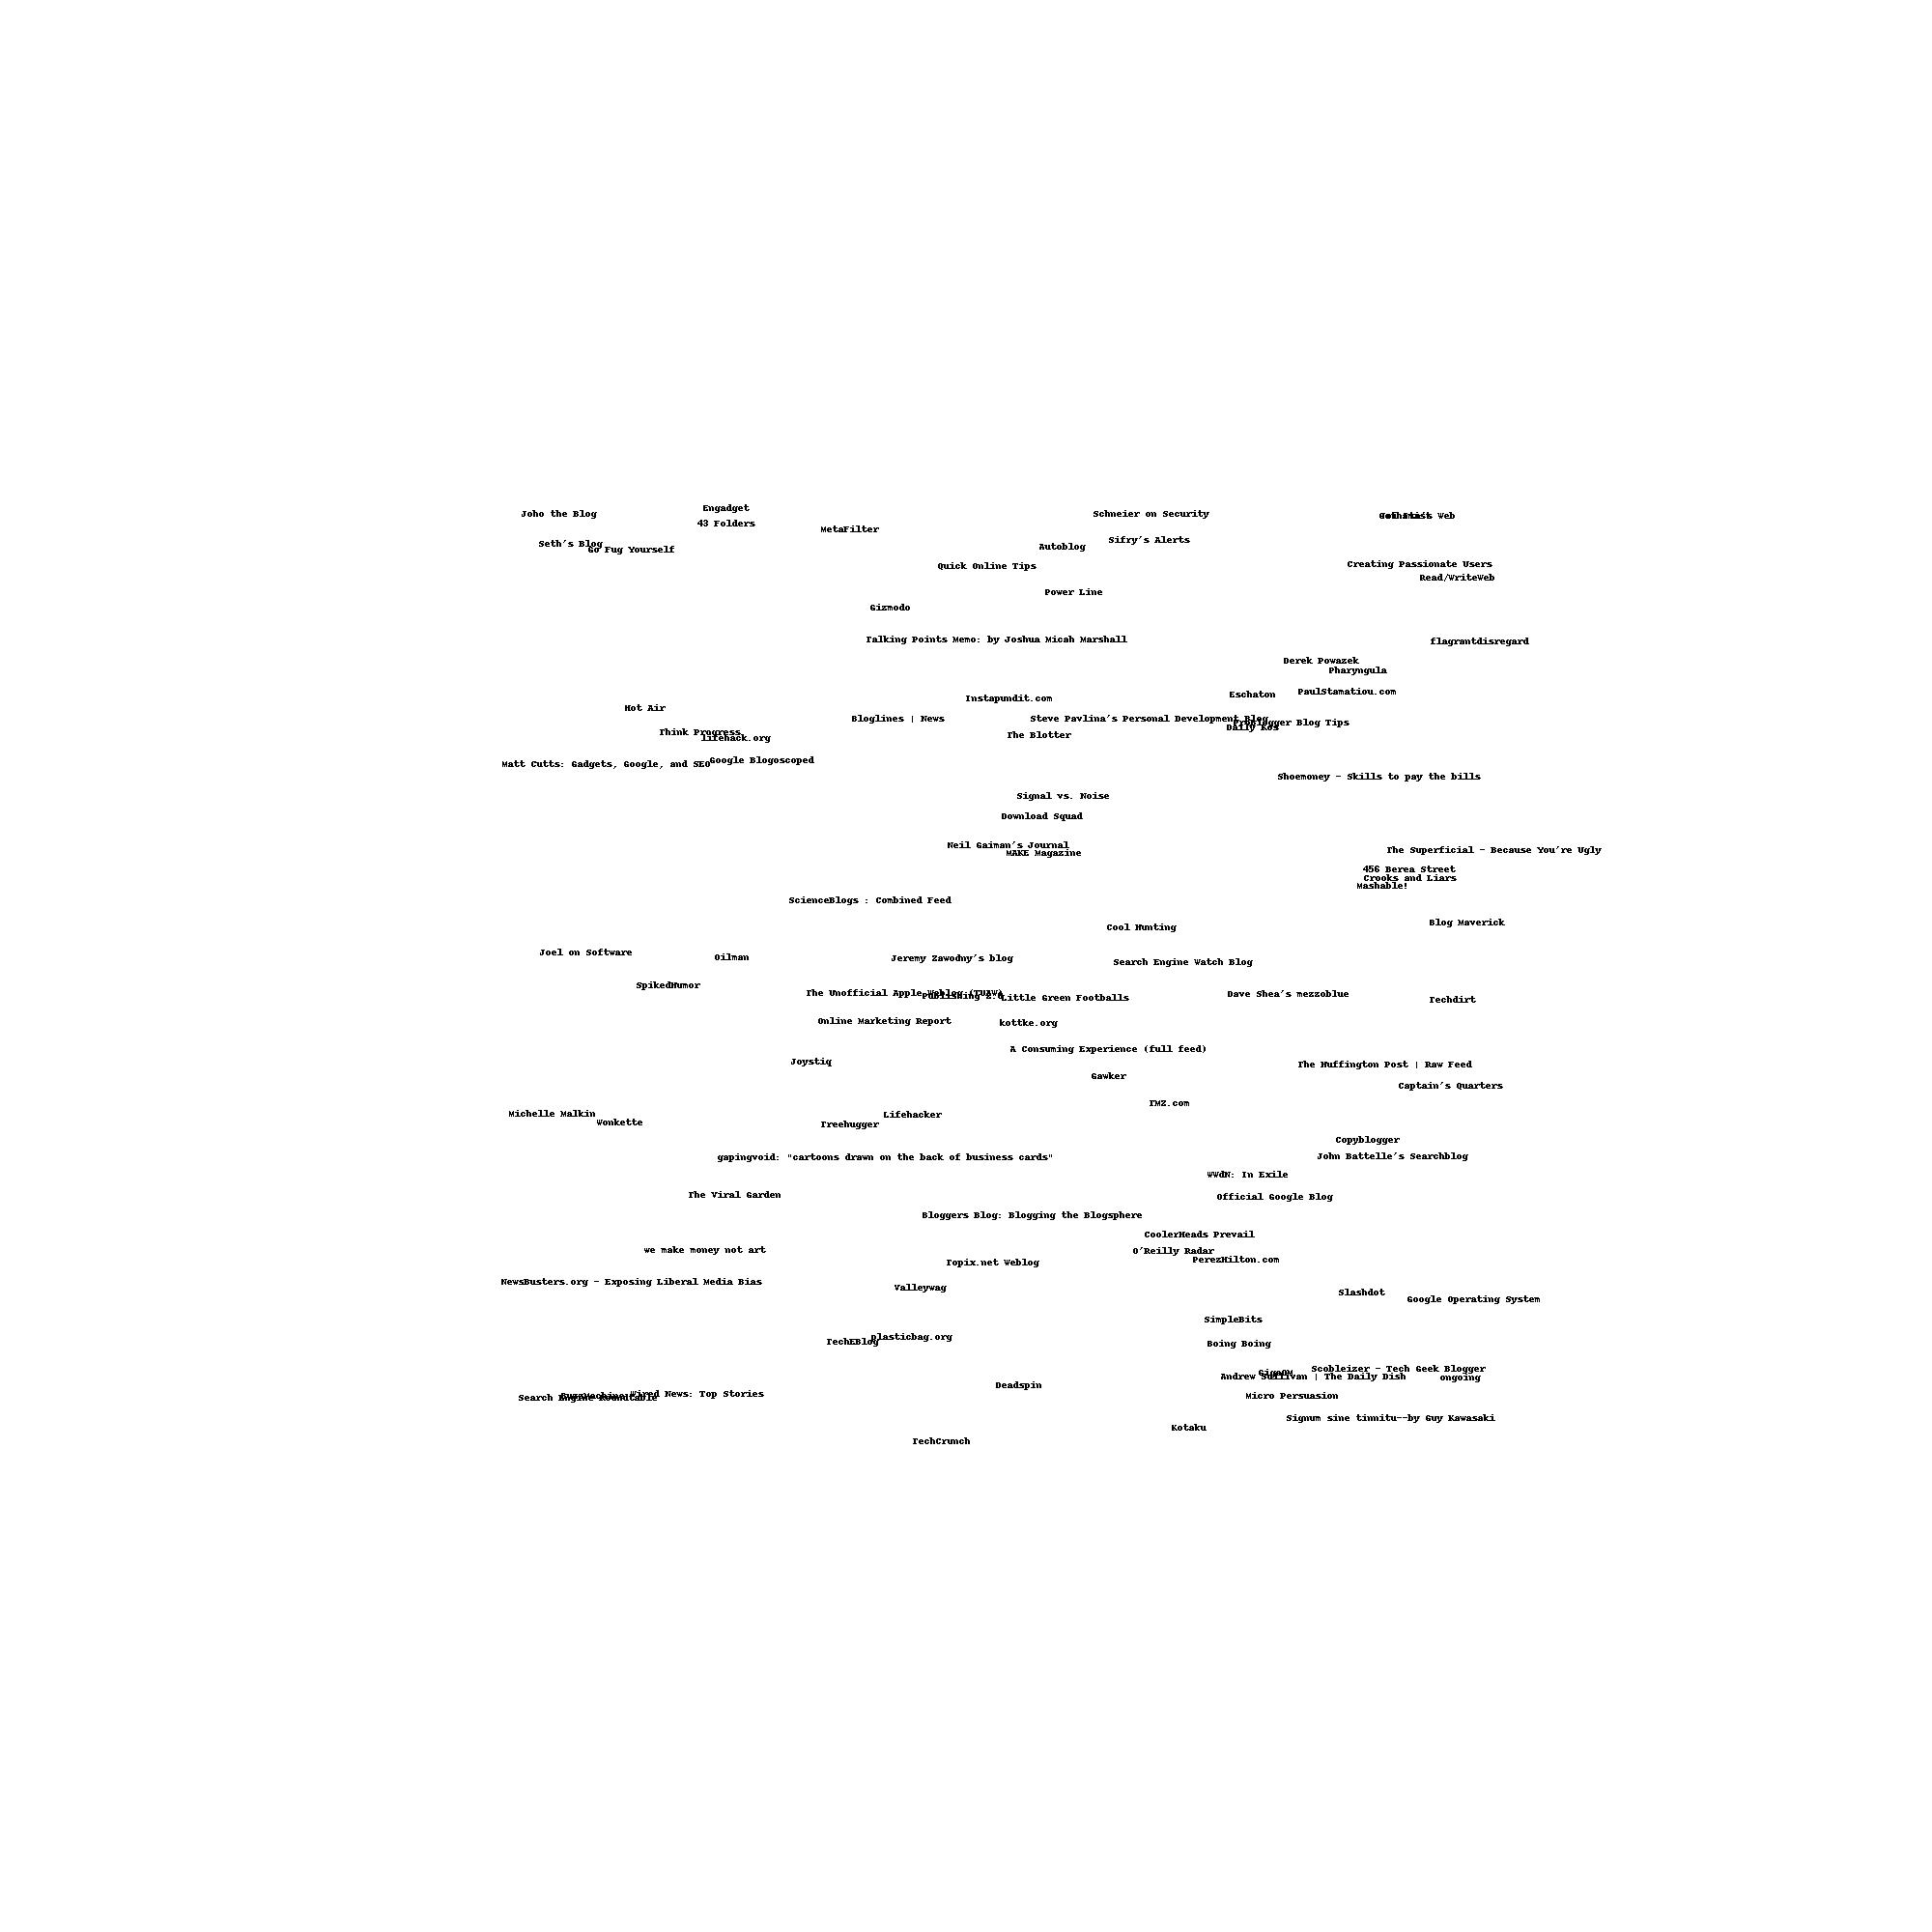 Engadget
Joho the Blog
Schneier on Security
43 Folders
MetaFilter
Sifry's Alerts
Seth's Blog
Autoblog
Go Fug Yourself
Creating Passionate Users
Quick Online Tips
Read/WriteWeb
Power Line
Gizmodo
Talking Points Memo: by Joshua Micah Marshall
flagrantdisregard
Derek Powazek
Pharyngula
PaulStamatiou.com
Eschaton
Instapundit.com
Hot Air
Bloglines | News
Steve Pavlina's Personal Development Blog
ProBlogger Blog Tips
Daily Kos
Think Progress
The Blotter
lifehack.org
Google Blogoscoped
Matt Cutts: Gadgets, Google, and SEO
Shoemoney - Skills to pay the bills
Signal vs. Noise
Download Squad
Neil Gaiman's Journal
The Superficial - Because You're Ugly
MAKE Magazine
456 Berea Street
Crooks and Liars
Mashable!
ScienceBlogs : Combined Feed
Blog Maverick
Cool Hunting
Joel on Software
Oilman
Jeremy Zawodny's blog
Search Engine Watch Blog
SpikedHumor
The Unofficial Apple Weblog (TUAW)
Dave Shea's mezzoblue
Publishing 2.0
Little Green Footballs
Techdirt
Online Marketing Report
kottke.org
A Consuming Experience (full feed)
Joystiq
The Huffington Post | Raw Feed
Gawker
Captain's Quarters
TMZ.com
Michelle Malkin
Lifehacker
Wonkette
Treehugger
Copyblogger
John Battelle's Searchblog
gapingvoid: "cartoons drawn on the back of business cards"
WWdN: In Exile
The Viral Garden
Official Google Blog
Bloggers Blog: Blogging the Blogsphere
CoolerHeads Prevail
we make money not art
O'Reilly Radar
PerezHilton.com
Topix.net Weblog
NewsBusters.org - Exposing Liberal Media Bias
Valleywag
Slashdot
Google Operating System
SimpleBits
plasticbag.org
TechEBlog
Boing Boing
Scobleizer - Tech Geek Blogger
GigaOM
Andrew Sullivan | The Daily Dish
ongoing
Deadspin
Wired News: Top Stories
BuzzMachine
Micro Persuasion
Search Engine Roundtable
Signum sine tinnitu--by Guy Kawasaki
Kotaku
TechCrunch